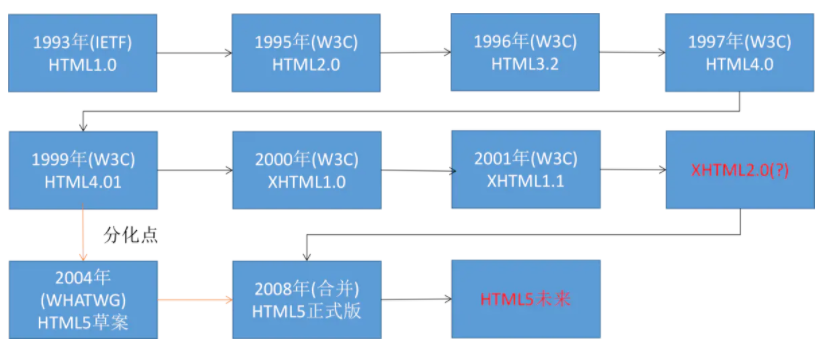 1993年(IETF)
HTML1.0
1995年(W3C)
HTML2.0
1996年(W3C)
HTML3.2
1997年(W3C)
HTML4.0
1999年(W3C)
HTML4.01
2000年(W3C)
XHTML1.0
2001年(W3C)
XHTML1.1
XHTML2.0(?)
分化点
2004年
(WHATWG)
HTML5草案
2008年(合并)
HTML5正式版
HTML5未来